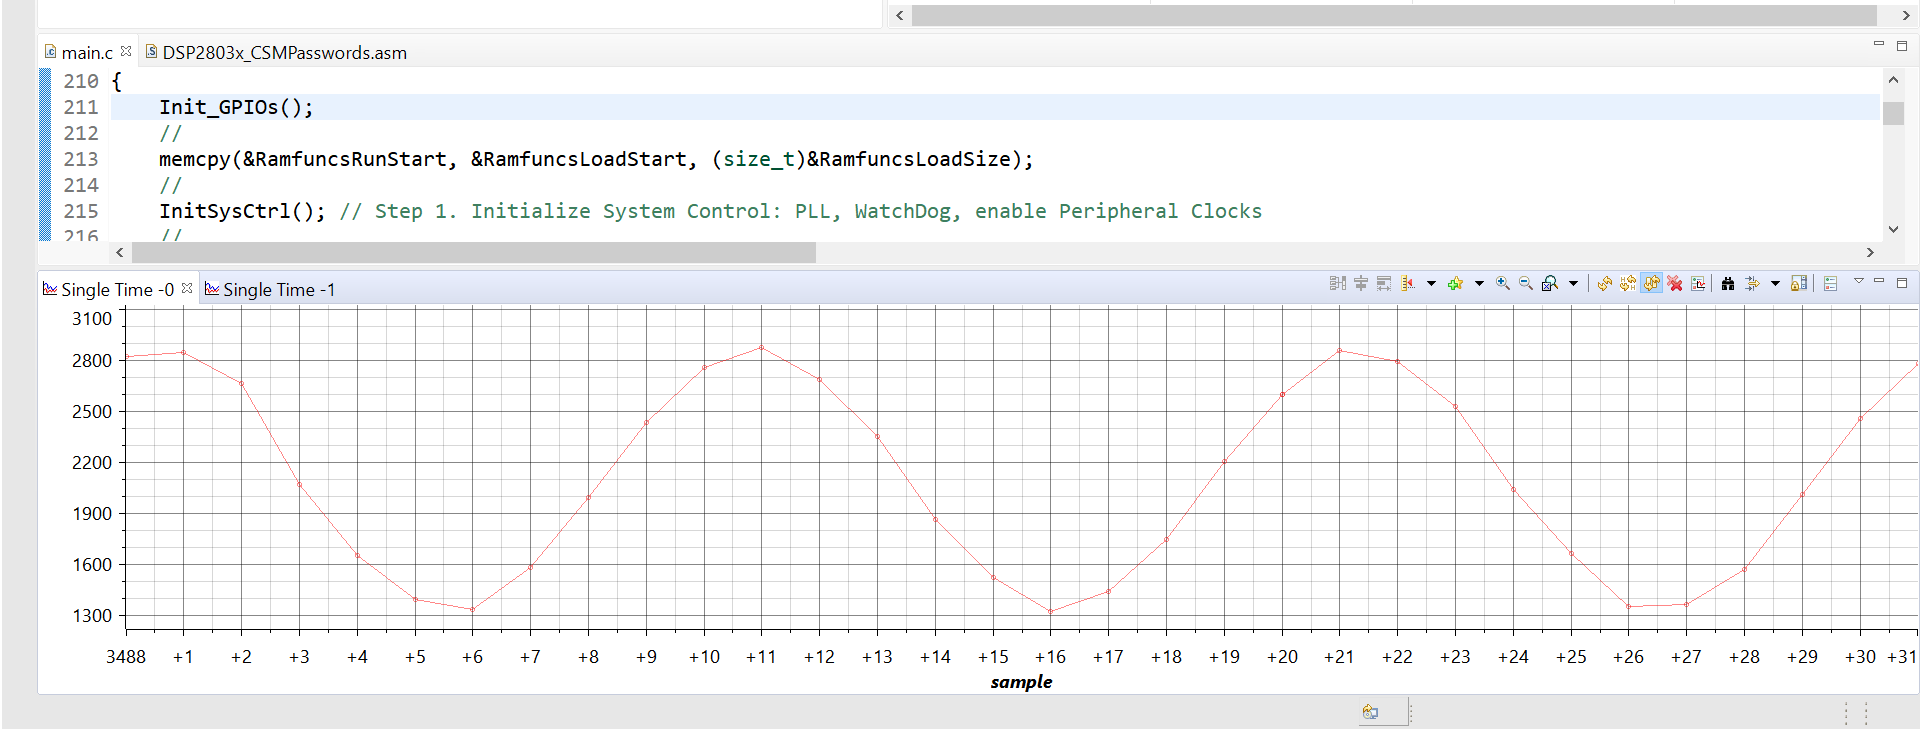 main.c DSP2803x_CSMPasswords.asm
210 {
211 Init_GPIOs();
212 //
213 memcpy(&RamfuncsRunStart, &RamfuncsLoadStart, (size_t)&RamfuncsLoadSize);
214 //
215 InitSysCtrl(); // Step 1. Initialize System Control: PLL, WatchDog, enable Peripheral Clocks
216 //
Single Time -0 Single Time -1
3100
2800
2500
2200
1900
1600
1300
3488 +1 +2 +3 +4 +5 +6 +7 +8 +9 +10 +11 +12 +13 +14 +15 +16 +17 +18 +19 +20 +21 +22 +23 +24 +25 +26 +27 +28 +29 +30 +31
sample